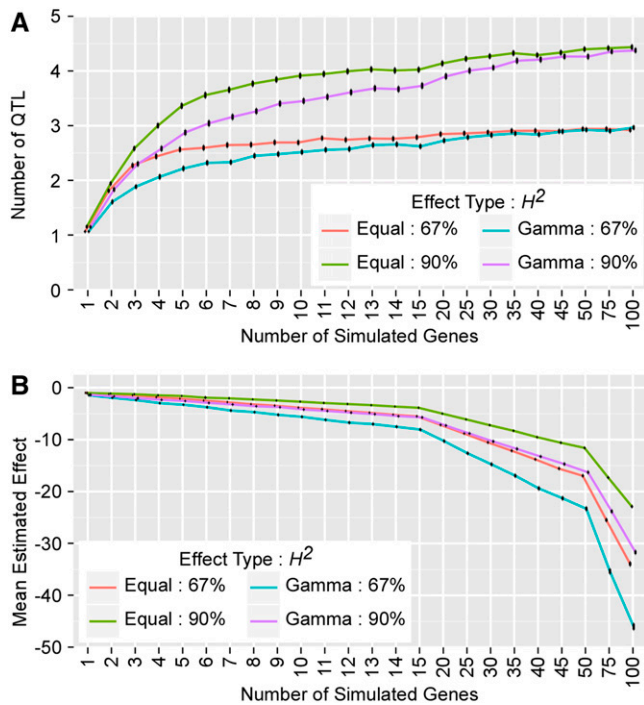 A
5
4
3
2
1
0
Number of QTL
Effect Type : H²
Equal : 67%
Gamma : 67%
Equal : 90%
Gamma : 90%
1 2 3 4 5 6 7 8 9 10 11 12 13 14 15 20 25 30 35 40 45 50 75 100
Number of Simulated Genes
B
0
-10
-20
-30
-40
-50
Mean Estimated Effect
Effect Type : H²
Equal : 67%
Gamma : 67%
Equal : 90%
Gamma : 90%
1 2 3 4 5 6 7 8 9 10 11 12 13 14 15 20 25 30 35 40 45 50 75 100
Number of Simulated Genes